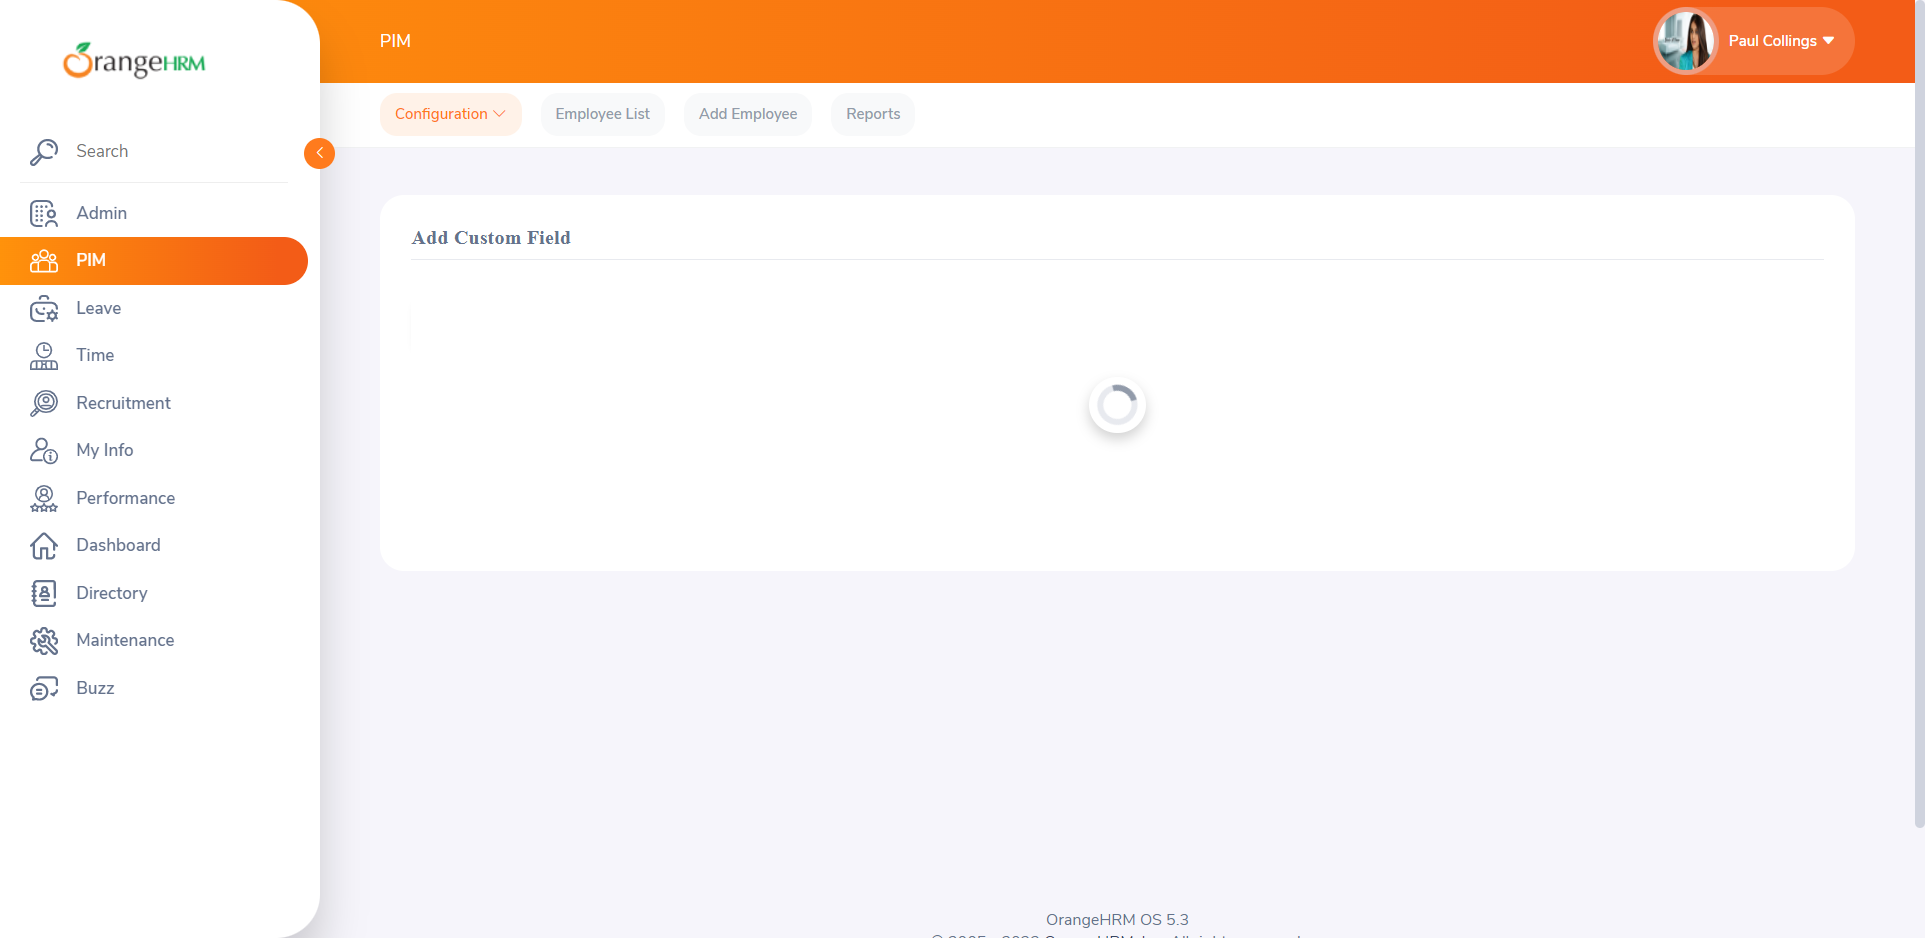 OrangeHRM
PIM
Paul Collings
Configuration
Employee List
Add Employee
Reports
Search
Admin
PIM
Leave
Time
Recruitment
My Info
Performance
Dashboard
Directory
Maintenance
Buzz
Add Custom Field
OrangeHRM OS 5.3